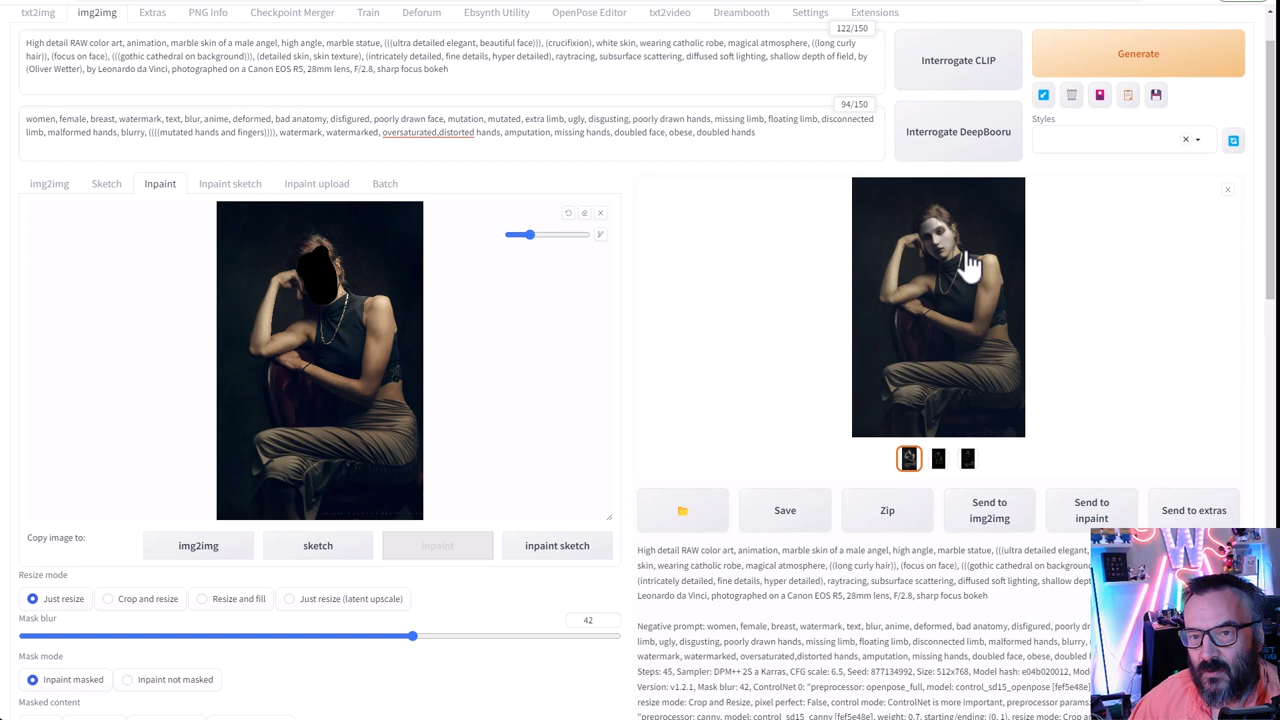 txt2img img2img Extras PNG Info Checkpoint Merger Train Deforum Ebsynth Utility OpenPose Editor txt2video Dreambooth Settings Extensions
122/150
High detail RAW color art, animation, marble skin of a male angel, high angle, marble statue, (((ultra detailed elegant, beautiful face))), (crucifixion), white skin, wearing catholic robe, magical atmosphere, ((long curly
hair)), (focus on face), (((gothic cathedral on background))), (detailed skin, skin texture), (intricately detailed, fine details, hyper detailed), raytracing, subsurface scattering, diffused soft lighting, shallow depth of field, by
(Oliver Wetter), by Leonardo da Vinci, photographed on a Canon EOS R5, 28mm lens, F/2.8, sharp focus bokeh
Interrogate CLIP
Generate
94/150
women, female, breast, watermark, text, blur, anime, deformed, bad anatomy, disfigured, poorly drawn face, mutation, mutated, extra limb, ugly, disgusting, poorly drawn hands, missing limb, floating limb, disconnected
limb, malformed hands, blurry, ((((mutated hands and fingers)))), watermark, watermarked, oversaturated,distorted hands, amputation, missing hands, doubled face, obese, doubled hands
Interrogate DeepBooru
Styles
img2img Sketch Inpaint Inpaint sketch Inpaint upload Batch
Copy image to:
img2img sketch inpaint inpaint sketch
Resize mode
Just resize Crop and resize Resize and fill Just resize (latent upscale)
Mask blur
42
Mask mode
Inpaint masked Inpaint not masked
Masked content
Save Zip Send to
img2img
Send to
inpaint
Send to extras
High detail RAW color art, animation, marble skin of a male angel, high angle, marble statue, (((ultra detailed elegant,
skin, wearing catholic robe, magical atmosphere, ((long curly hair)), (focus on face), (((gothic cathedral on background
(intricately detailed, fine details, hyper detailed), raytracing, subsurface scattering, diffused soft lighting, shallow dept
Leonardo da Vinci, photographed on a Canon EOS R5, 28mm lens, F/2.8, sharp focus bokeh
Negative prompt: women, female, breast, watermark, text, blur, anime, deformed, bad anatomy, disfigured, poorly dr
limb, ugly, disgusting, poorly drawn hands, missing limb, floating limb, disconnected limb, malformed hands, blurry, (
watermark, watermarked, oversaturated,distorted hands, amputation, missing hands, doubled face, obese, doubled
Steps: 45, Sampler: DPM++ 2S a Karras, CFG scale: 6.5, Seed: 877134992, Size: 512x768, Model hash: e04b020012, M
Version: v1.2.1, Mask blur: 42, ControlNet 0: "preprocessor: openpose_full, model: control_sd15_openpose [fef5e48e]
resize mode: Crop and Resize, pixel perfect: False, control mode: ControlNet is more important, preprocessor params:
"preprocessor: canny, model: control_sd15_canny [fef5e48e], weight: 0.7, starting/ending: (0, 1), resize mode: Crop an